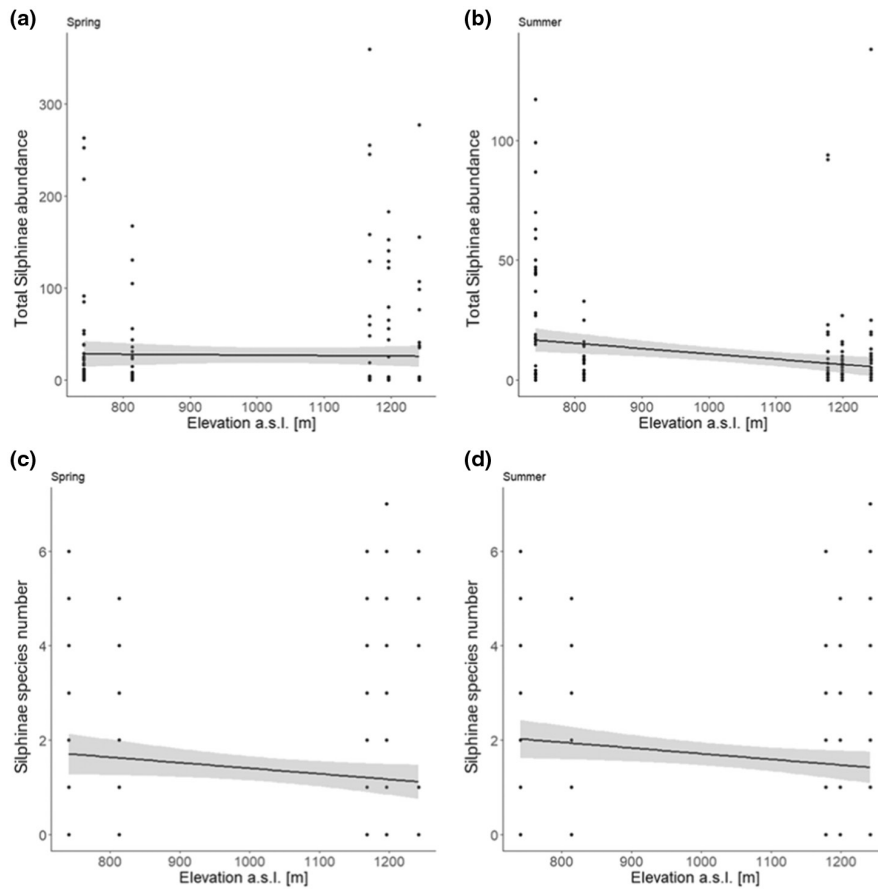 (a)
Spring
Total Silphinae abundance
300
200
100
0
800 900 1000 1100 1200
Elevation a.s.l. [m]
(b)
Summer
Total Silphinae abundance
100
50
0
800 900 1000 1100 1200
Elevation a.s.l. [m]
(c)
Spring
Silphinae species number
6
4
2
0
800 900 1000 1100 1200
Elevation a.s.l. [m]
(d)
Summer
Silphinae species number
6
4
2
0
800 900 1000 1100 1200
Elevation a.s.l. [m]